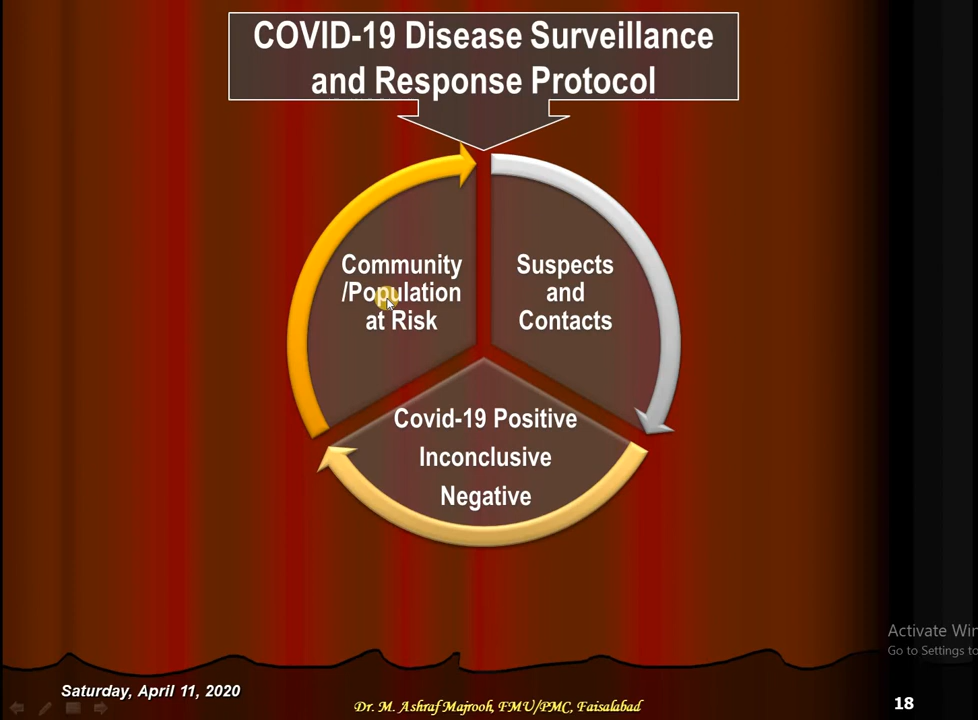 COVID-19 Disease Surveillance
and Response Protocol
Community
/Population
at Risk
Suspects
and
Contacts
Covid-19 Positive
Inconclusive
Negative
Activate Win
Go to Settings to
Saturday, April 11, 2020
Dr. M. Ashraf Majrooh, FMU/PMC, Faisalabad
18